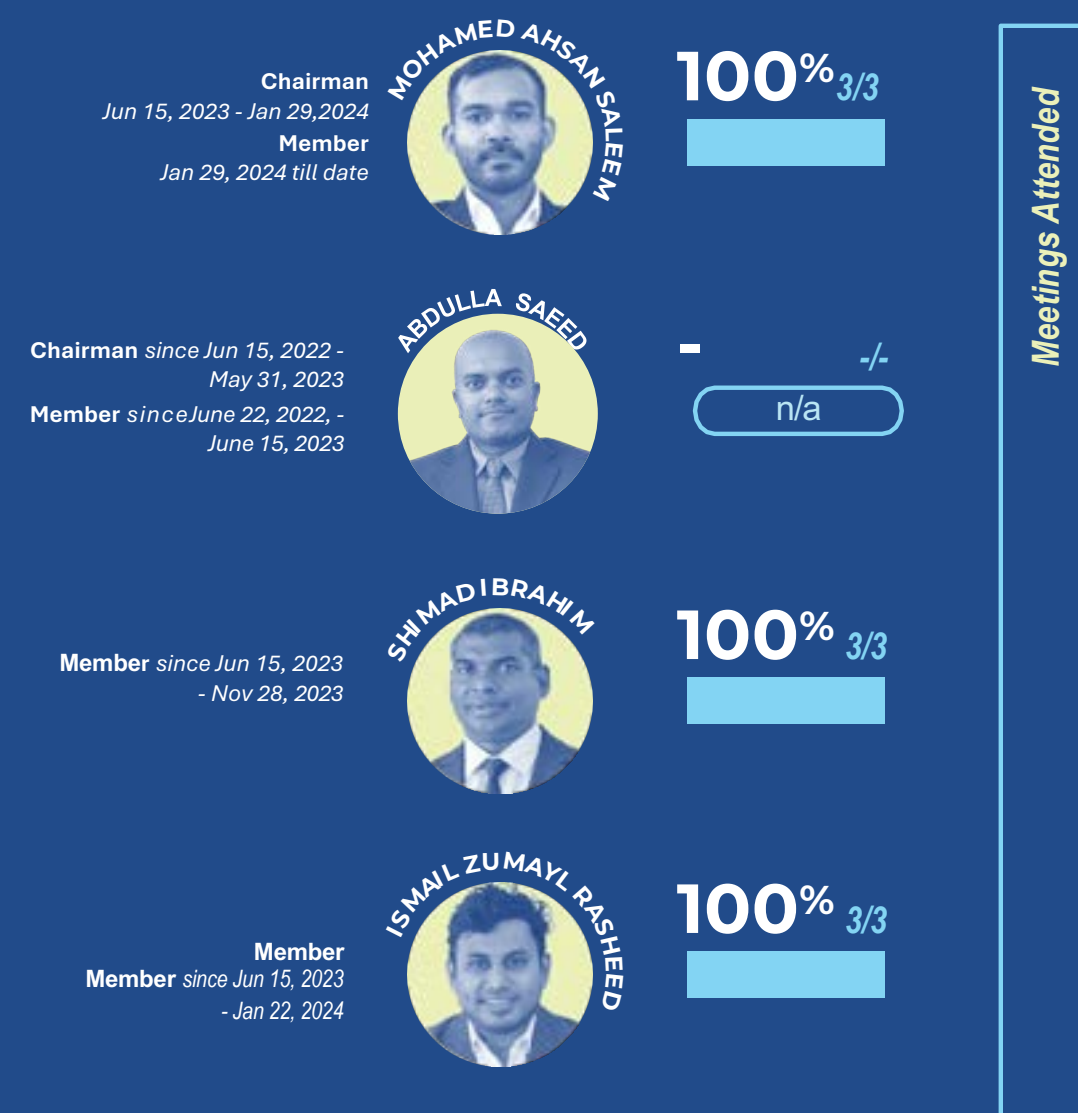 Chairman
Jun 15, 2023 - Jan 29,2024
Member
Jan 29, 2024 till date
MOHAMED AHSAN SALEEM
100% 3/3
Meetings Attended
Chairman since Jun 15, 2022 -
May 31, 2023
Member sinceJune 22, 2022, -
June 15, 2023
ABDULLA SAEED
- -/-
n/a
Member since Jun 15, 2023
- Nov 28, 2023
SHIMAD IBRAHIM
100% 3/3
Member
Member since Jun 15, 2023
- Jan 22, 2024
ISMAIL ZUMAYL RASHEED
100% 3/3